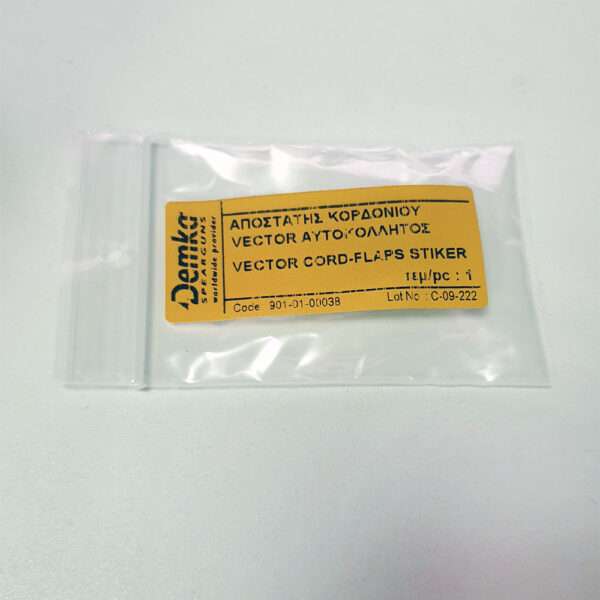 Demka
SPEARGUNS
worldwide provider
ΑΠΟΣΤΑΤΗΣ ΚΟΡΔΟΝΙΟΥ
VECTOR ΑΥΤΟΚΟΛΛΗΤΟΣ
VECTOR CORD-FLAPS STIKER
τεμ/pc : 1
Code: 901-01-00038
Lot No : C-09-222